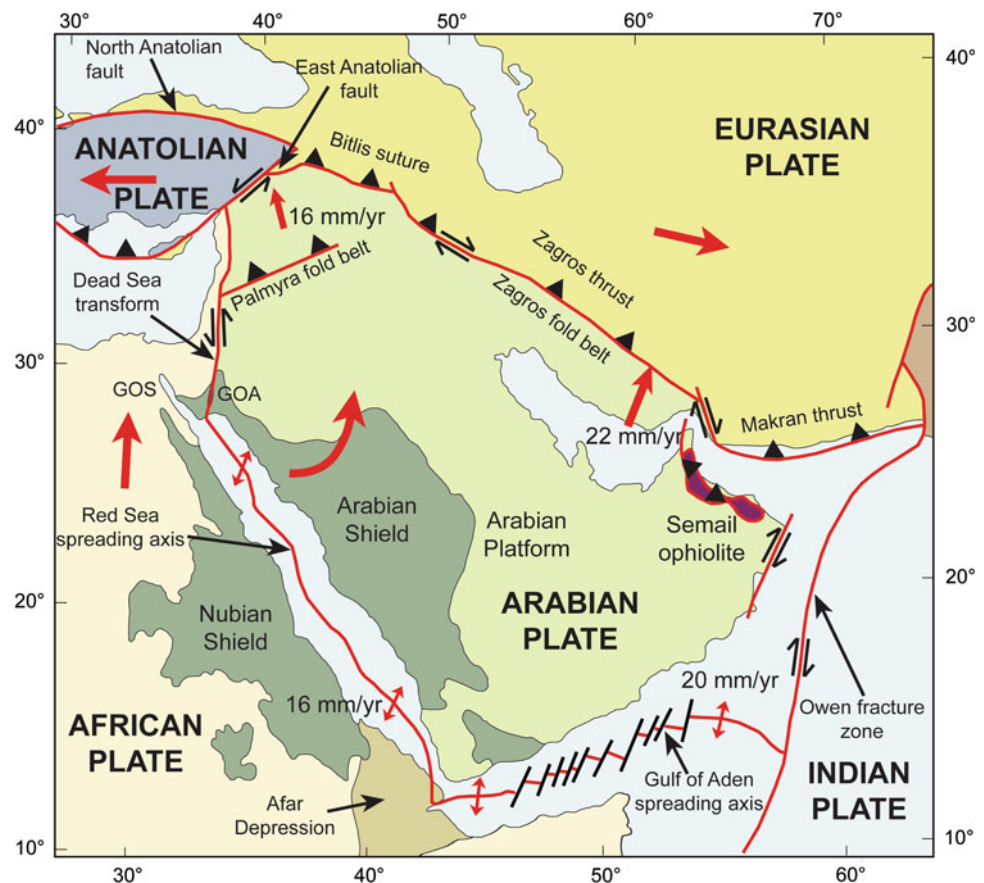 30°
40°
50°
60°
70°
North Anatolian
fault
East Anatolian
fault
40°
40°
ANATOLIAN
PLATE
Bitlis suture
EURASIAN
PLATE
16 mm/yr
Zagros thrust
Palmyra fold belt
Zagros fold belt
Dead Sea
transform
30°
30°
GOS
GOA
22 mm/yr
Makran thrust
Red Sea
spreading axis
Arabian
Shield
Arabian
Platform
Semail
ophiolite
20°
20°
Nubian
Shield
ARABIAN
PLATE
16 mm/yr
20 mm/yr
AFRICAN
PLATE
Owen fracture
zone
Gulf of Aden
spreading axis
INDIAN
PLATE
Afar
Depression
10°
10°
30°
40°
50°
60°